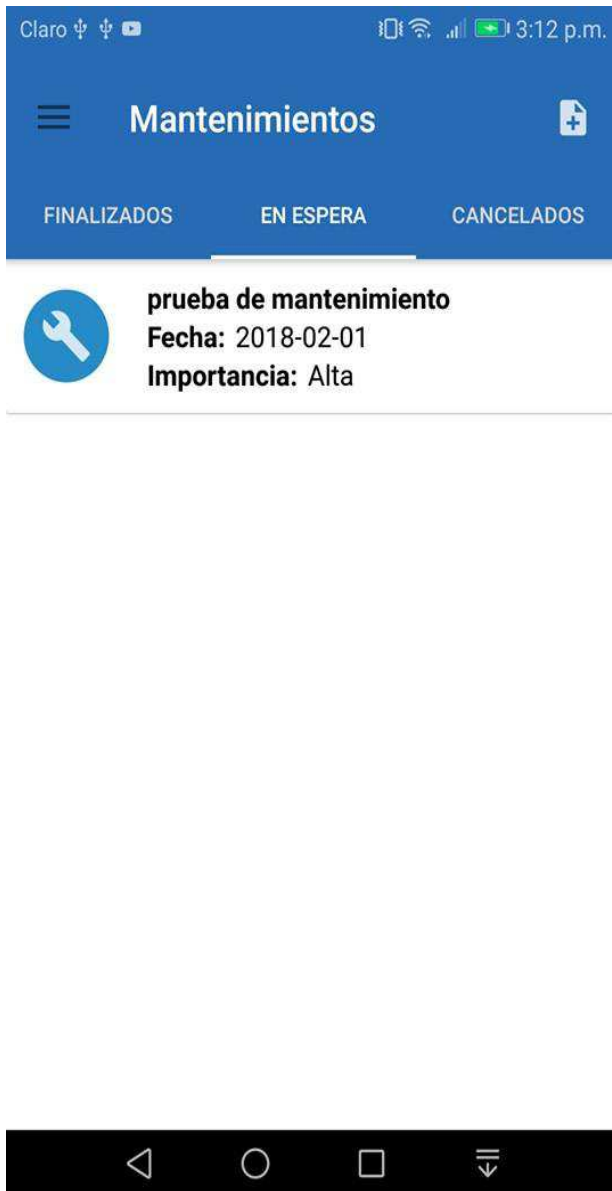 Claro 3:12 p.m.
Mantenimientos
FINALIZADOS EN ESPERA CANCELADOS
prueba de mantenimiento
Fecha: 2018-02-01
Importancia: Alta